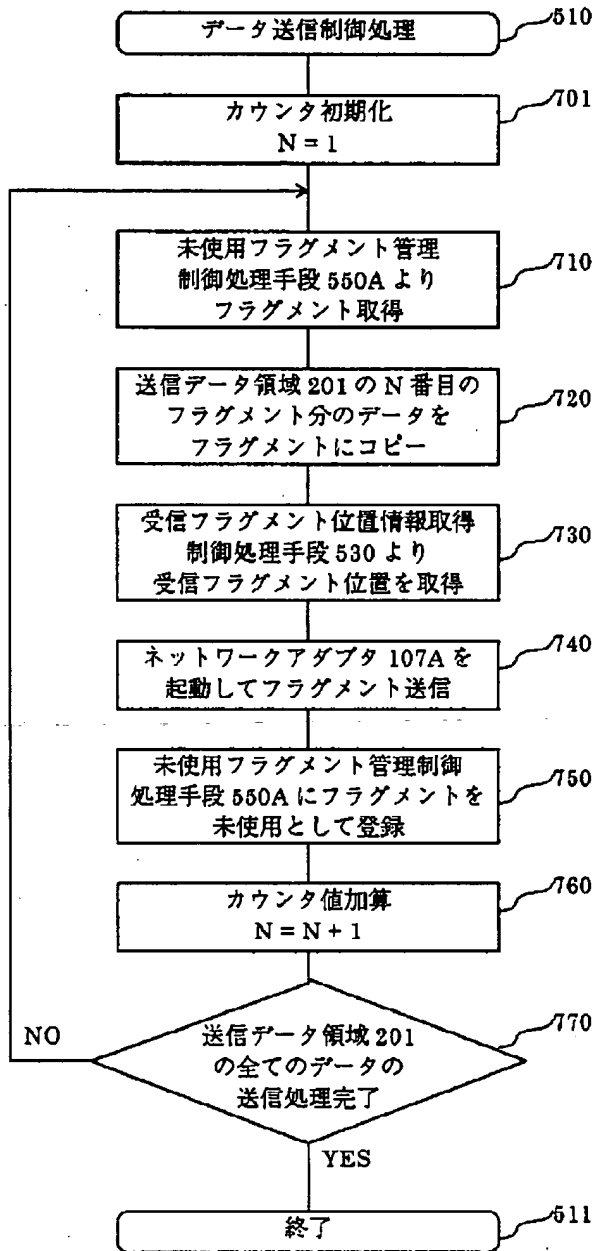 データ送信制御処理
510
カウンタ初期化
N = 1
701
未使用フラグメント管理
制御処理手段 550A より
フラグメント取得
710
送信データ領域 201 の N 番目の
フラグメント分のデータを
フラグメントにコピー
720
受信フラグメント位置情報取得
制御処理手段 530 より
受信フラグメント位置を取得
730
ネットワークアダプタ 107A を
起動してフラグメント送信
740
未使用フラグメント管理制御
処理手段 550A にフラグメントを
未使用として登録
750
カウンタ値加算
N = N + 1
760
送信データ領域 201
の全てのデータの
送信処理完了
770
NO
YES
終了
511